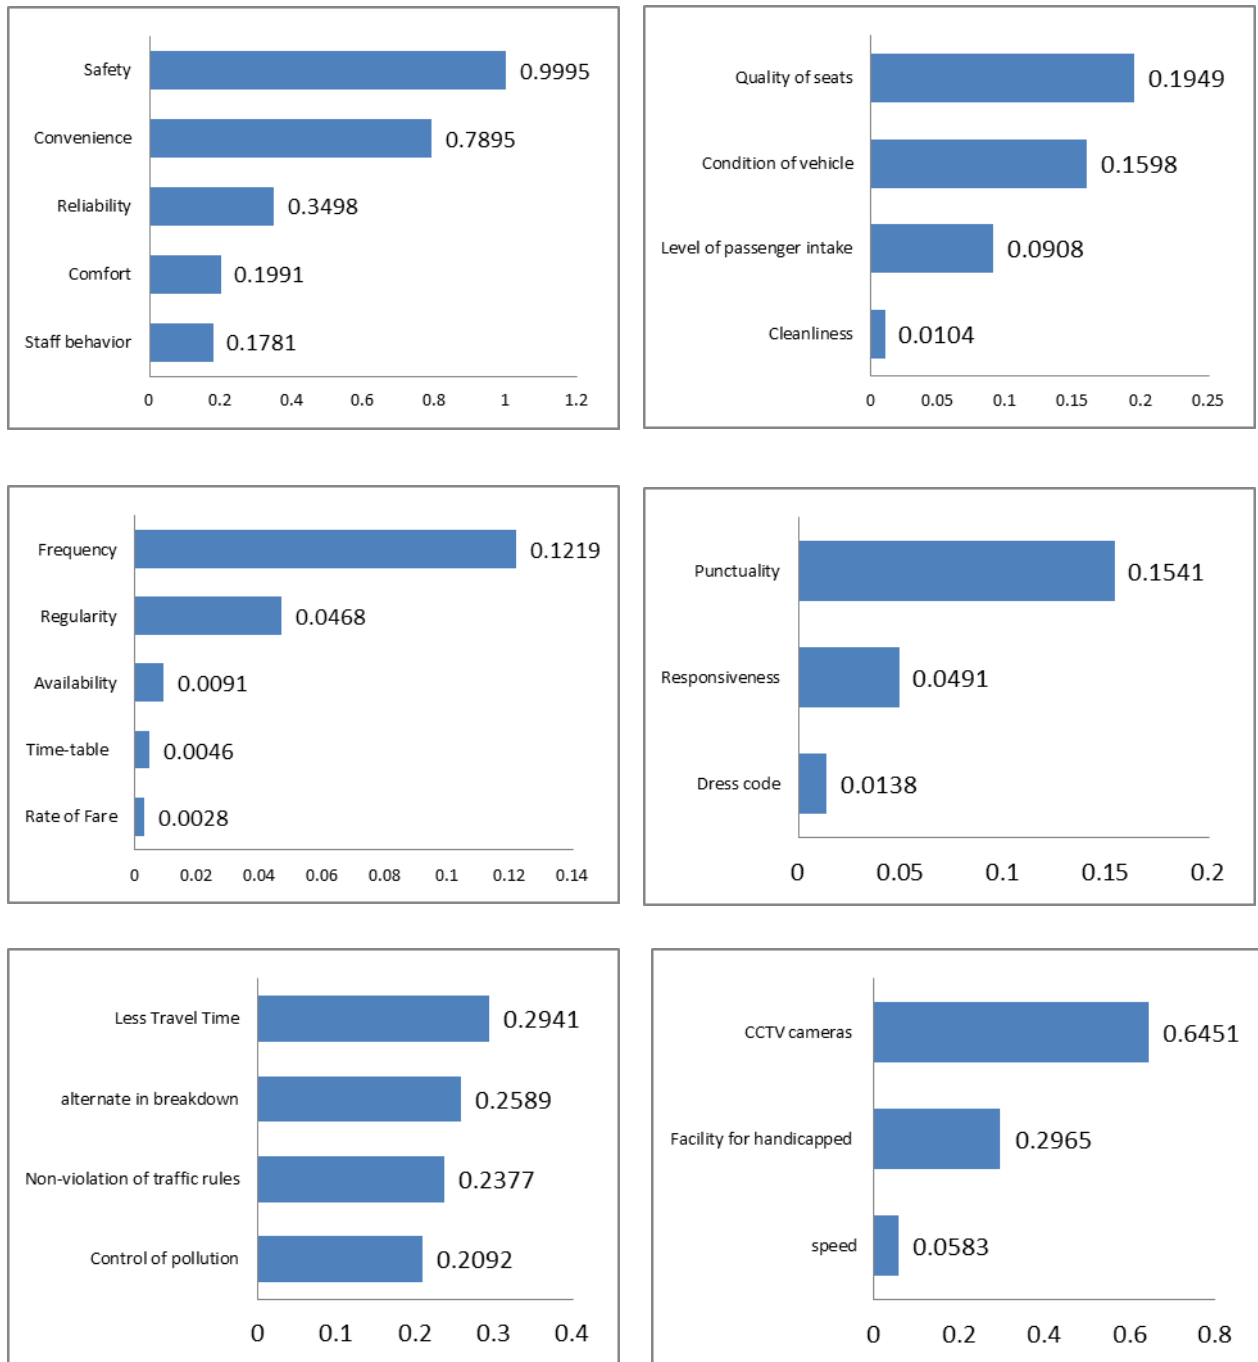 Safety 0.9995
Convenience 0.7895
Reliability 0.3498
Comfort 0.1991
Staff behavior 0.1781
0 0.2 0.4 0.6 0.8 1 1.2
Quality of seats 0.1949
Condition of vehicle 0.1598
Level of passenger intake 0.0908
Cleanliness 0.0104
0 0.05 0.1 0.15 0.2 0.25
Frequency 0.1219
Regularity 0.0468
Availability 0.0091
Time-table 0.0046
Rate of Fare 0.0028
0 0.02 0.04 0.06 0.08 0.1 0.12 0.14
Punctuality 0.1541
Responsiveness 0.0491
Dress code 0.0138
0 0.05 0.1 0.15 0.2
Less Travel Time 0.2941
alternate in breakdown 0.2589
Non-violation of traffic rules 0.2377
Control of pollution 0.2092
0 0.1 0.2 0.3 0.4
CCTV cameras 0.6451
Facility for handicapped 0.2965
speed 0.0583
0 0.2 0.4 0.6 0.8